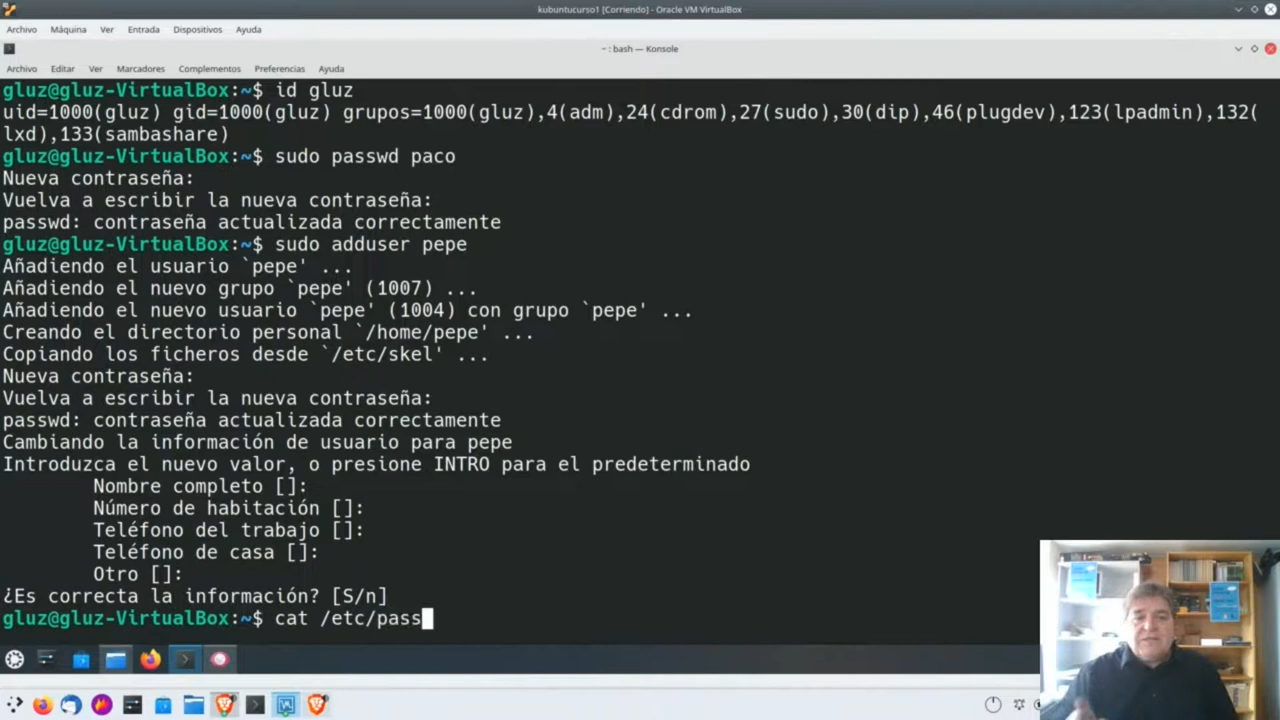 kubuntucurso1 [Corriendo] - Oracle VM VirtualBox
Archivo Máquina Ver Entrada Dispositivos Ayuda
~ : bash — Konsole
Archivo Editar Ver Marcadores Complementos Preferencias Ayuda
gluz@gluz-VirtualBox:~$ id gluz
uid=1000(gluz) gid=1000(gluz) grupos=1000(gluz),4(adm),24(cdrom),27(sudo),30(dip),46(plugdev),123(lpadmin),132(
lxd),133(sambashare)
gluz@gluz-VirtualBox:~$ sudo passwd paco
Nueva contraseña:
Vuelva a escribir la nueva contraseña:
passwd: contraseña actualizada correctamente
gluz@gluz-VirtualBox:~$ sudo adduser pepe
Añadiendo el usuario `pepe' ...
Añadiendo el nuevo grupo `pepe' (1007) ...
Añadiendo el nuevo usuario `pepe' (1004) con grupo `pepe' ...
Creando el directorio personal `/home/pepe' ...
Copiando los ficheros desde `/etc/skel' ...
Nueva contraseña:
Vuelva a escribir la nueva contraseña:
passwd: contraseña actualizada correctamente
Cambiando la información de usuario para pepe
Introduzca el nuevo valor, o presione INTRO para el predeterminado
Nombre completo []:
Número de habitación []:
Teléfono del trabajo []:
Teléfono de casa []:
Otro []:
¿Es correcta la información? [S/n]
gluz@gluz-VirtualBox:~$ cat /etc/pass